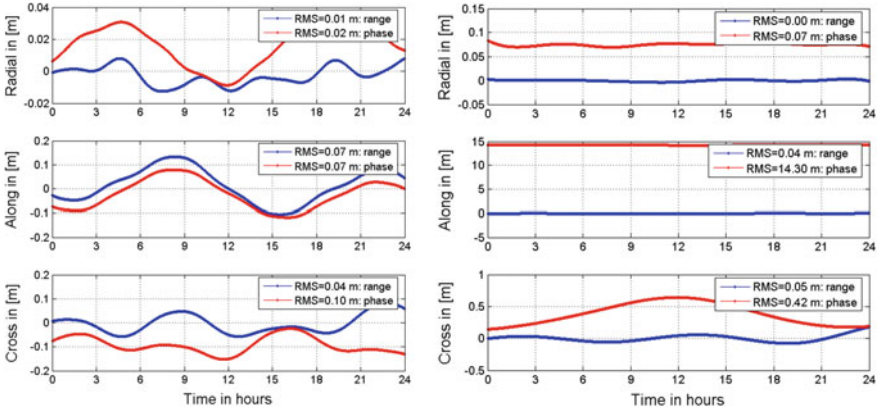 Radial in [m]
0.04
0.02
0
-0.02
RMS=0.01 m: range
RMS=0.02 m: phase
0 3 6 9 12 15 18 21 24
Along in [m]
0.2
0.1
0
-0.1
-0.2
RMS=0.07 m: range
RMS=0.07 m: phase
0 3 6 9 12 15 18 21 24
Cross in [m]
0.2
0.1
0
-0.1
-0.2
RMS=0.04 m: range
RMS=0.10 m: phase
0 3 6 9 12 15 18 21 24
Time in hours
Radial in [m]
0.15
0.1
0.05
0
-0.05
RMS=0.00 m: range
RMS=0.07 m: phase
0 3 6 9 12 15 18 21 24
Along in [m]
15
10
5
0
-5
RMS=0.04 m: range
RMS=14.30 m: phase
0 3 6 9 12 15 18 21 24
Cross in [m]
1
0.5
0
-0.5
RMS=0.05 m: range
RMS=0.42 m: phase
0 3 6 9 12 15 18 21 24
Time in hours